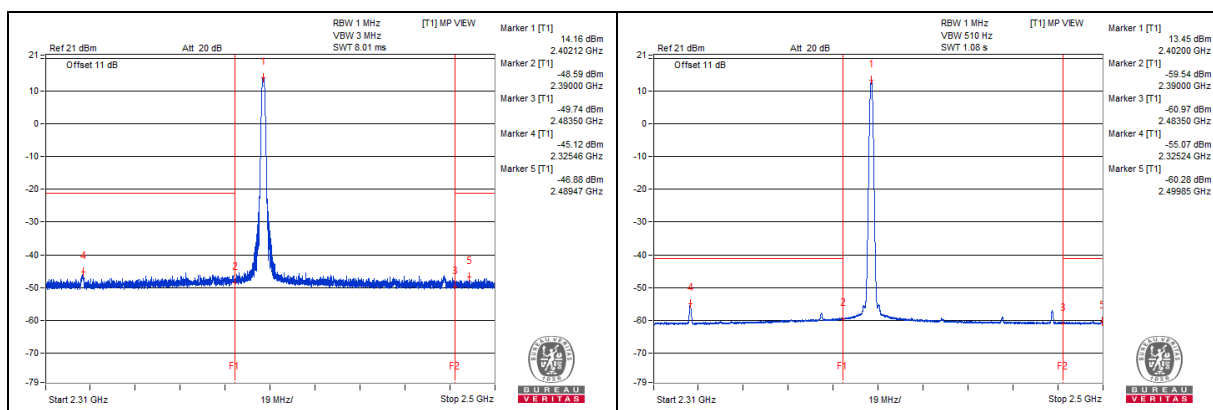 RBW 1 MHz [T1] MP VIEW
VBW 3 MHz
Ref 21 dBm Att 20 dB SWT 8.01 ms
21
Offset 11 dB
10
0
-10
-20
-30
-40
-50
-60
-70
-79
1
2
3
4
5
F1
F2
Start 2.31 GHz 19 MHz/ Stop 2.5 GHz
Marker 1 [T1]
14.16 dBm
2.40212 GHz
Marker 2 [T1]
-48.59 dBm
2.39000 GHz
Marker 3 [T1]
-49.74 dBm
2.48350 GHz
Marker 4 [T1]
-45.12 dBm
2.32546 GHz
Marker 5 [T1]
-46.88 dBm
2.48947 GHz
BUREAU VERITAS
1828
BUREAU
VERITAS
RBW 1 MHz [T1] MP VIEW
VBW 510 Hz
Ref 21 dBm Att 20 dB SWT 1.08 s
21
Offset 11 dB
10
0
-10
-20
-30
-40
-50
-60
-70
-79
1
2
3
4
5
F1
F2
Start 2.31 GHz 19 MHz/ Stop 2.5 GHz
Marker 1 [T1]
13.45 dBm
2.40200 GHz
Marker 2 [T1]
-59.54 dBm
2.39000 GHz
Marker 3 [T1]
-60.97 dBm
2.48350 GHz
Marker 4 [T1]
-55.07 dBm
2.32524 GHz
Marker 5 [T1]
-60.28 dBm
2.49985 GHz
BUREAU VERITAS
1828
BUREAU
VERITAS